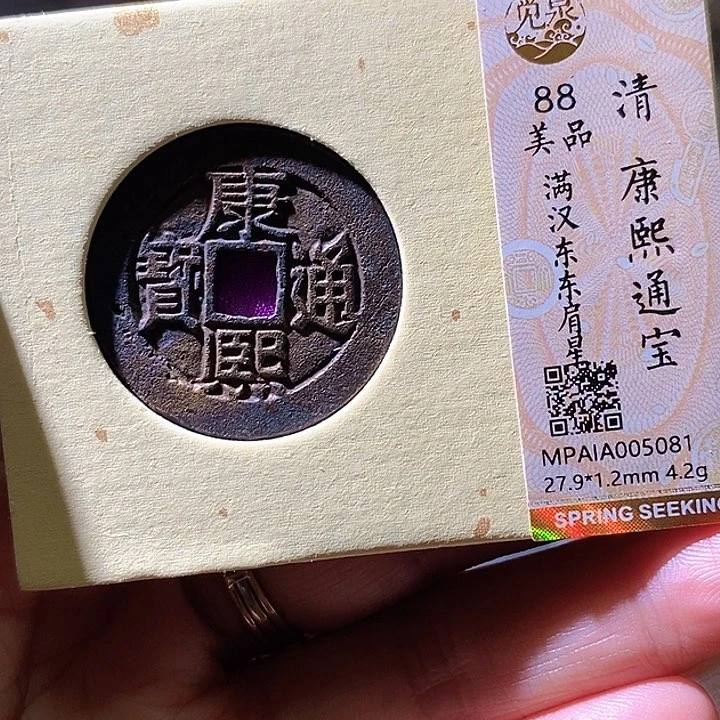 康熙通寶
觅泉
清 康熙通宝
88
美品
满汉东东肩星
MPAIA005081
27.9*1.2mm 4.2g
SPRING SEEKING